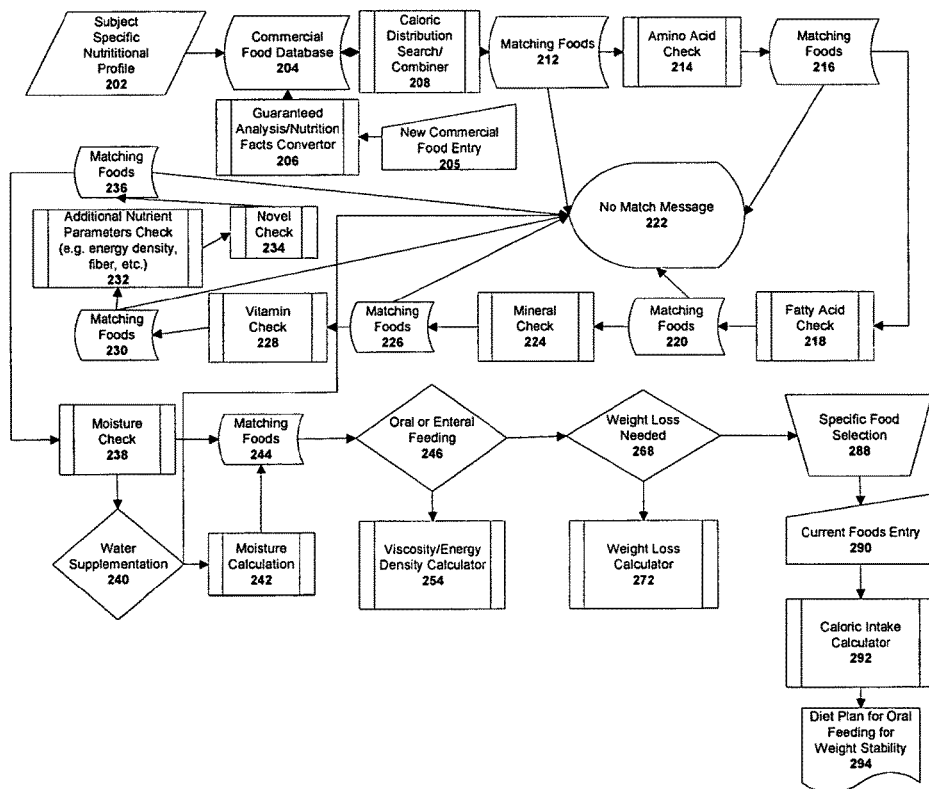 Subject
Specific
Nutrititional
Profile
202
Commercial
Food Database
204
Caloric
Distribution
Search/
Combiner
208
Matching Foods
212
Amino Acid
Check
214
Matching
Foods
216
Guaranteed
Analysis/Nutrition
Facts Convertor
206
New Commercial
Food Entry
205
Matching
Foods
236
No Match Message
222
Additional Nutrient
Parameters Check
(e.g. energy density,
fiber, etc.)
232
Novel
Check
234
Matching
Foods
230
Vitamin
Check
228
Matching
Foods
226
Mineral
Check
224
Matching
Foods
220
Fatty Acid
Check
218
Moisture
Check
238
Matching
Foods
244
Oral or Enteral
Feeding
246
Weight Loss
Needed
268
Specific Food
Selection
288
Water
Supplementation
240
Moisture
Calculation
242
Viscosity/Energy
Density Calculator
254
Weight Loss
Calculator
272
Current Foods Entry
290
Caloric Intake
Calculator
292
Diet Plan for Oral
Feeding for
Weight Stability
294